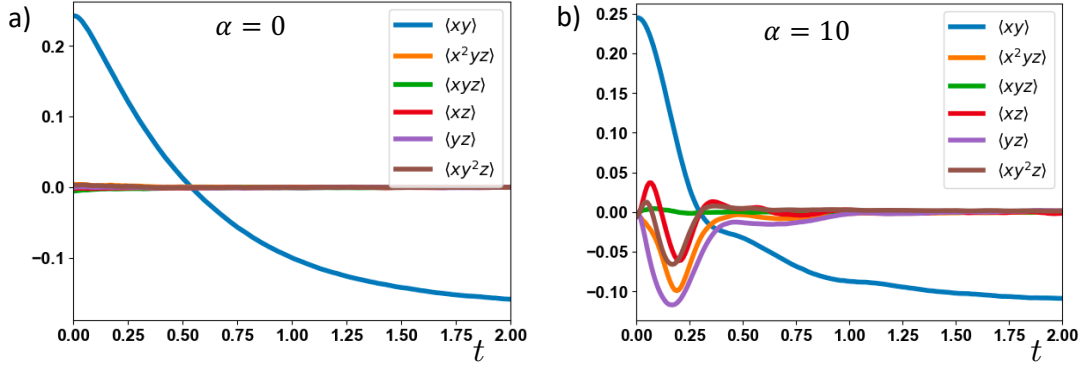 a)
α = 0
⟨xy⟩
⟨x²yz⟩
⟨xyz⟩
⟨xz⟩
⟨yz⟩
⟨xy²z⟩
0.2
0.1
0.0
−0.1
0.00 0.25 0.50 0.75 1.00 1.25 1.50 1.75 2.00
t
b)
α = 10
⟨xy⟩
⟨x²yz⟩
⟨xyz⟩
⟨xz⟩
⟨yz⟩
⟨xy²z⟩
0.25
0.20
0.15
0.10
0.05
0.00
−0.05
−0.10
0.00 0.25 0.50 0.75 1.00 1.25 1.50 1.75 2.00
t